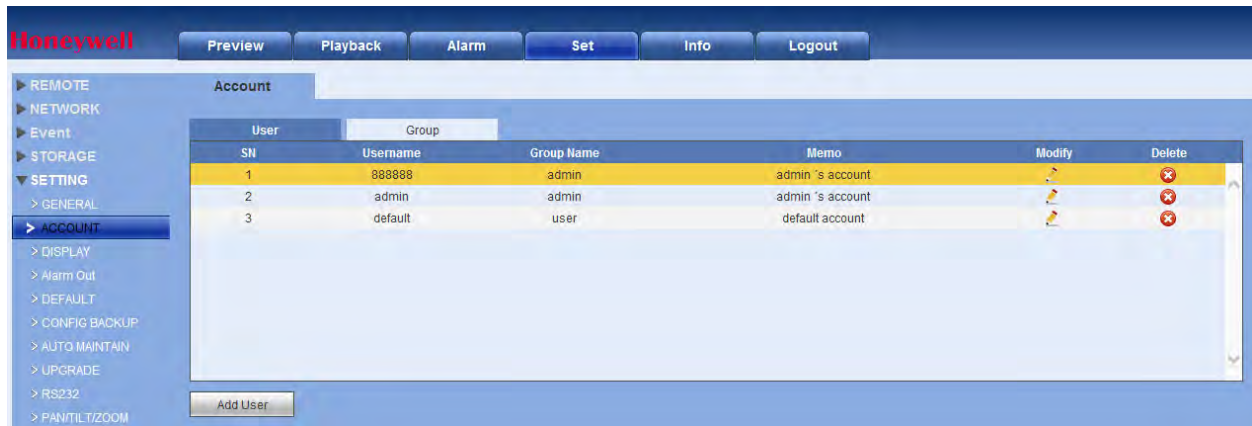 Honeywell
Preview Playback Alarm Set Info Logout
REMOTE
NETWORK
Event
STORAGE
SETTING
> GENERAL
> ACCOUNT
> DISPLAY
> Alarm Out
> DEFAULT
> CONFIG BACKUP
> AUTO MAINTAIN
> UPGRADE
> RS232
> PAN/TILT/ZOOM
Account
User Group
SN Username Group Name Memo Modify Delete
1 888888 admin admin 's account
2 admin admin admin 's account
3 default user default account
Add User